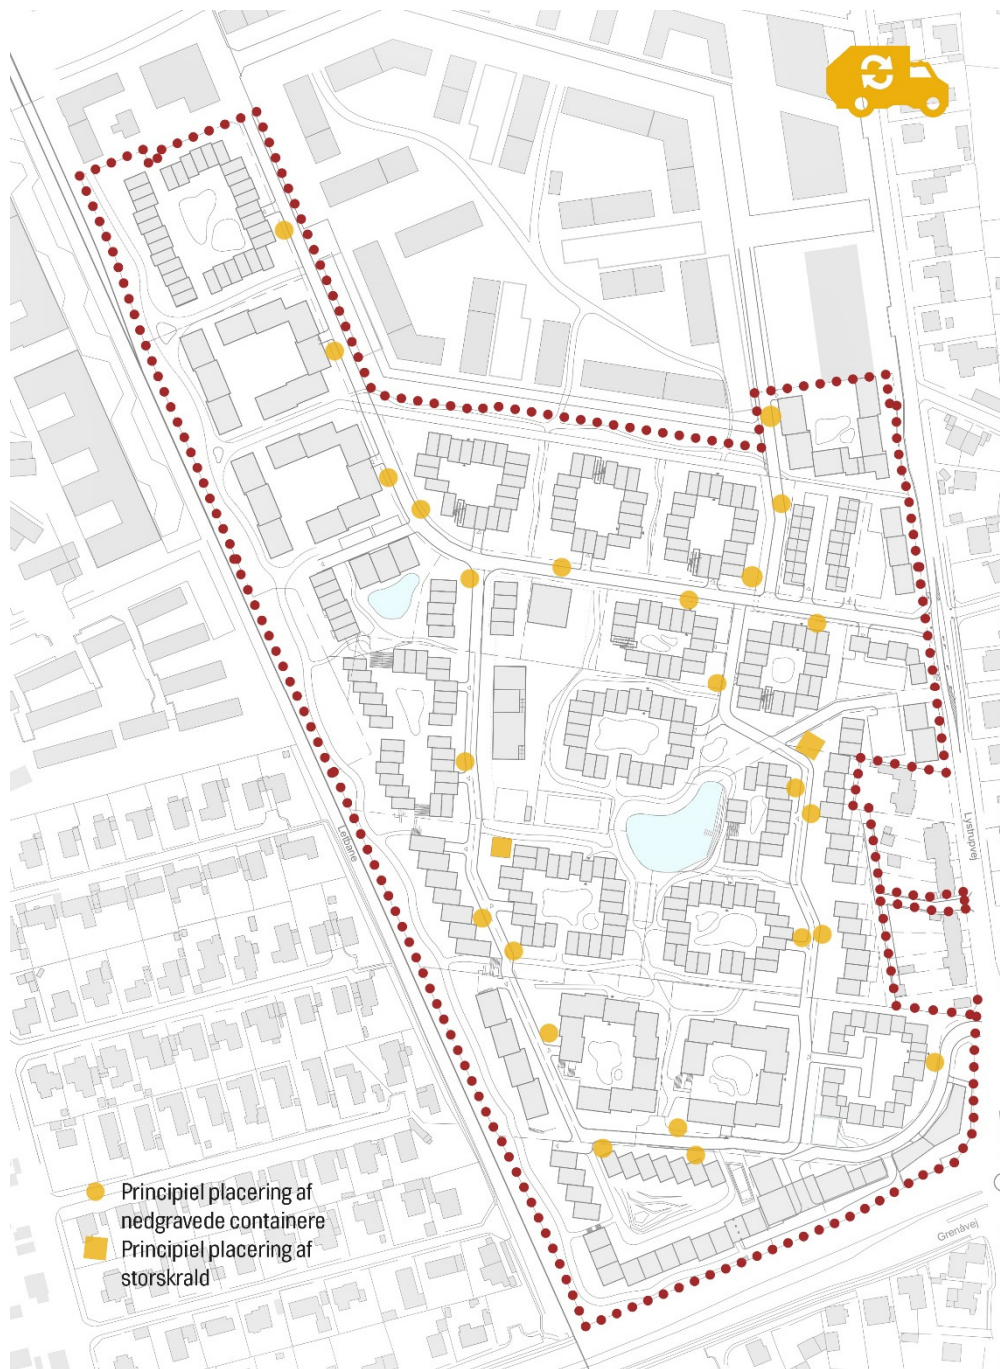 Letbane
Lystrupvej
Principiel placering af
nedgravede containere
Principiel placering af
storskrald
Grenåvej